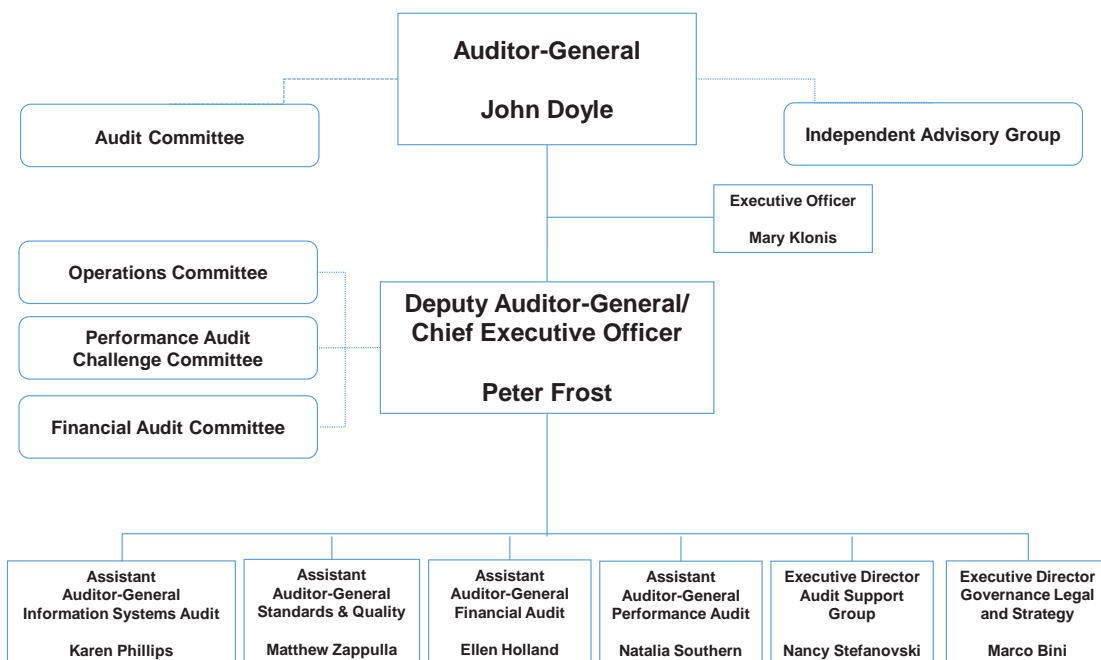 Auditor-General
John Doyle
Audit Committee
Independent Advisory Group
Executive Officer
Mary Klonis
Operations Committee
Performance Audit
Challenge Committee
Financial Audit Committee
Deputy Auditor-General/
Chief Executive Officer
Peter Frost
Assistant
Auditor-General
Information Systems Audit
Karen Phillips
Assistant
Auditor-General
Standards & Quality
Matthew Zappulla
Assistant
Auditor-General
Financial Audit
Ellen Holland
Assistant
Auditor-General
Performance Audit
Natalia Southern
Executive Director
Audit Support
Group
Nancy Stefanovski
Executive Director
Governance Legal
and Strategy
Marco Bini